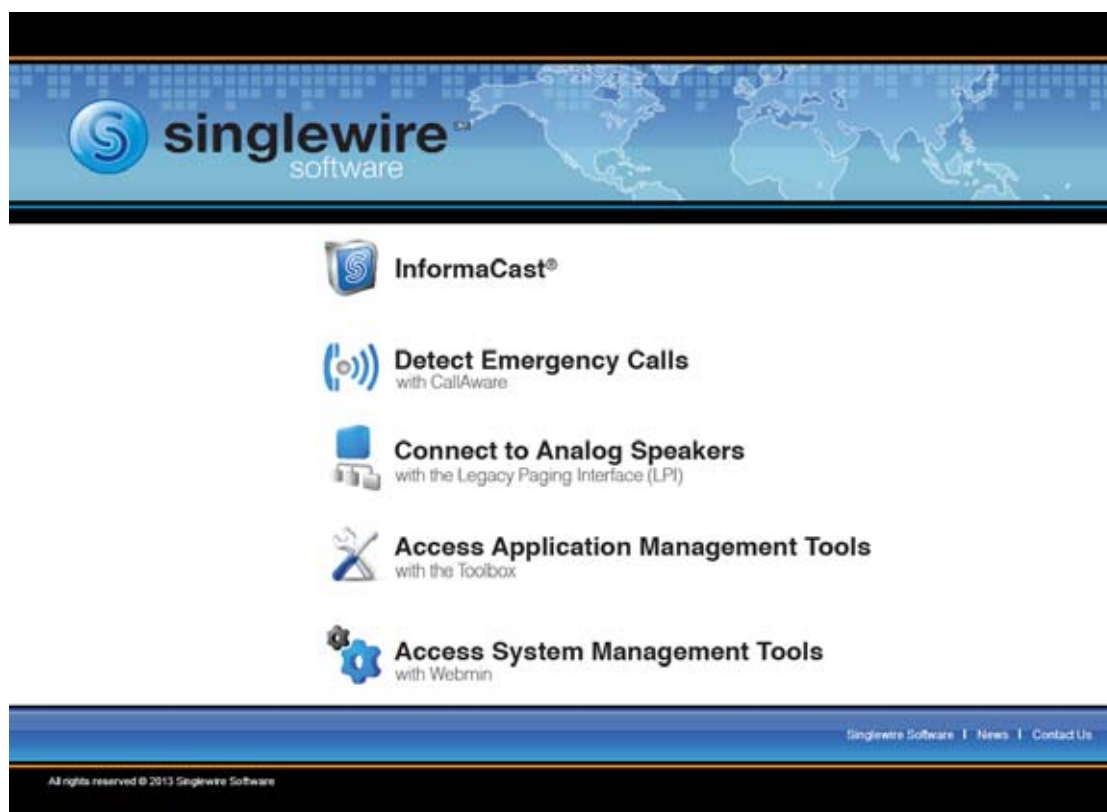 singlewire℠
software
InformaCast®
Detect Emergency Calls
with CallAware
Connect to Analog Speakers
with the Legacy Paging Interface (LPI)
Access Application Management Tools
with the Toolbox
Access System Management Tools
with Webmin
Singlewire Software | News | Contact Us
All rights reserved © 2013 Singlewire Software